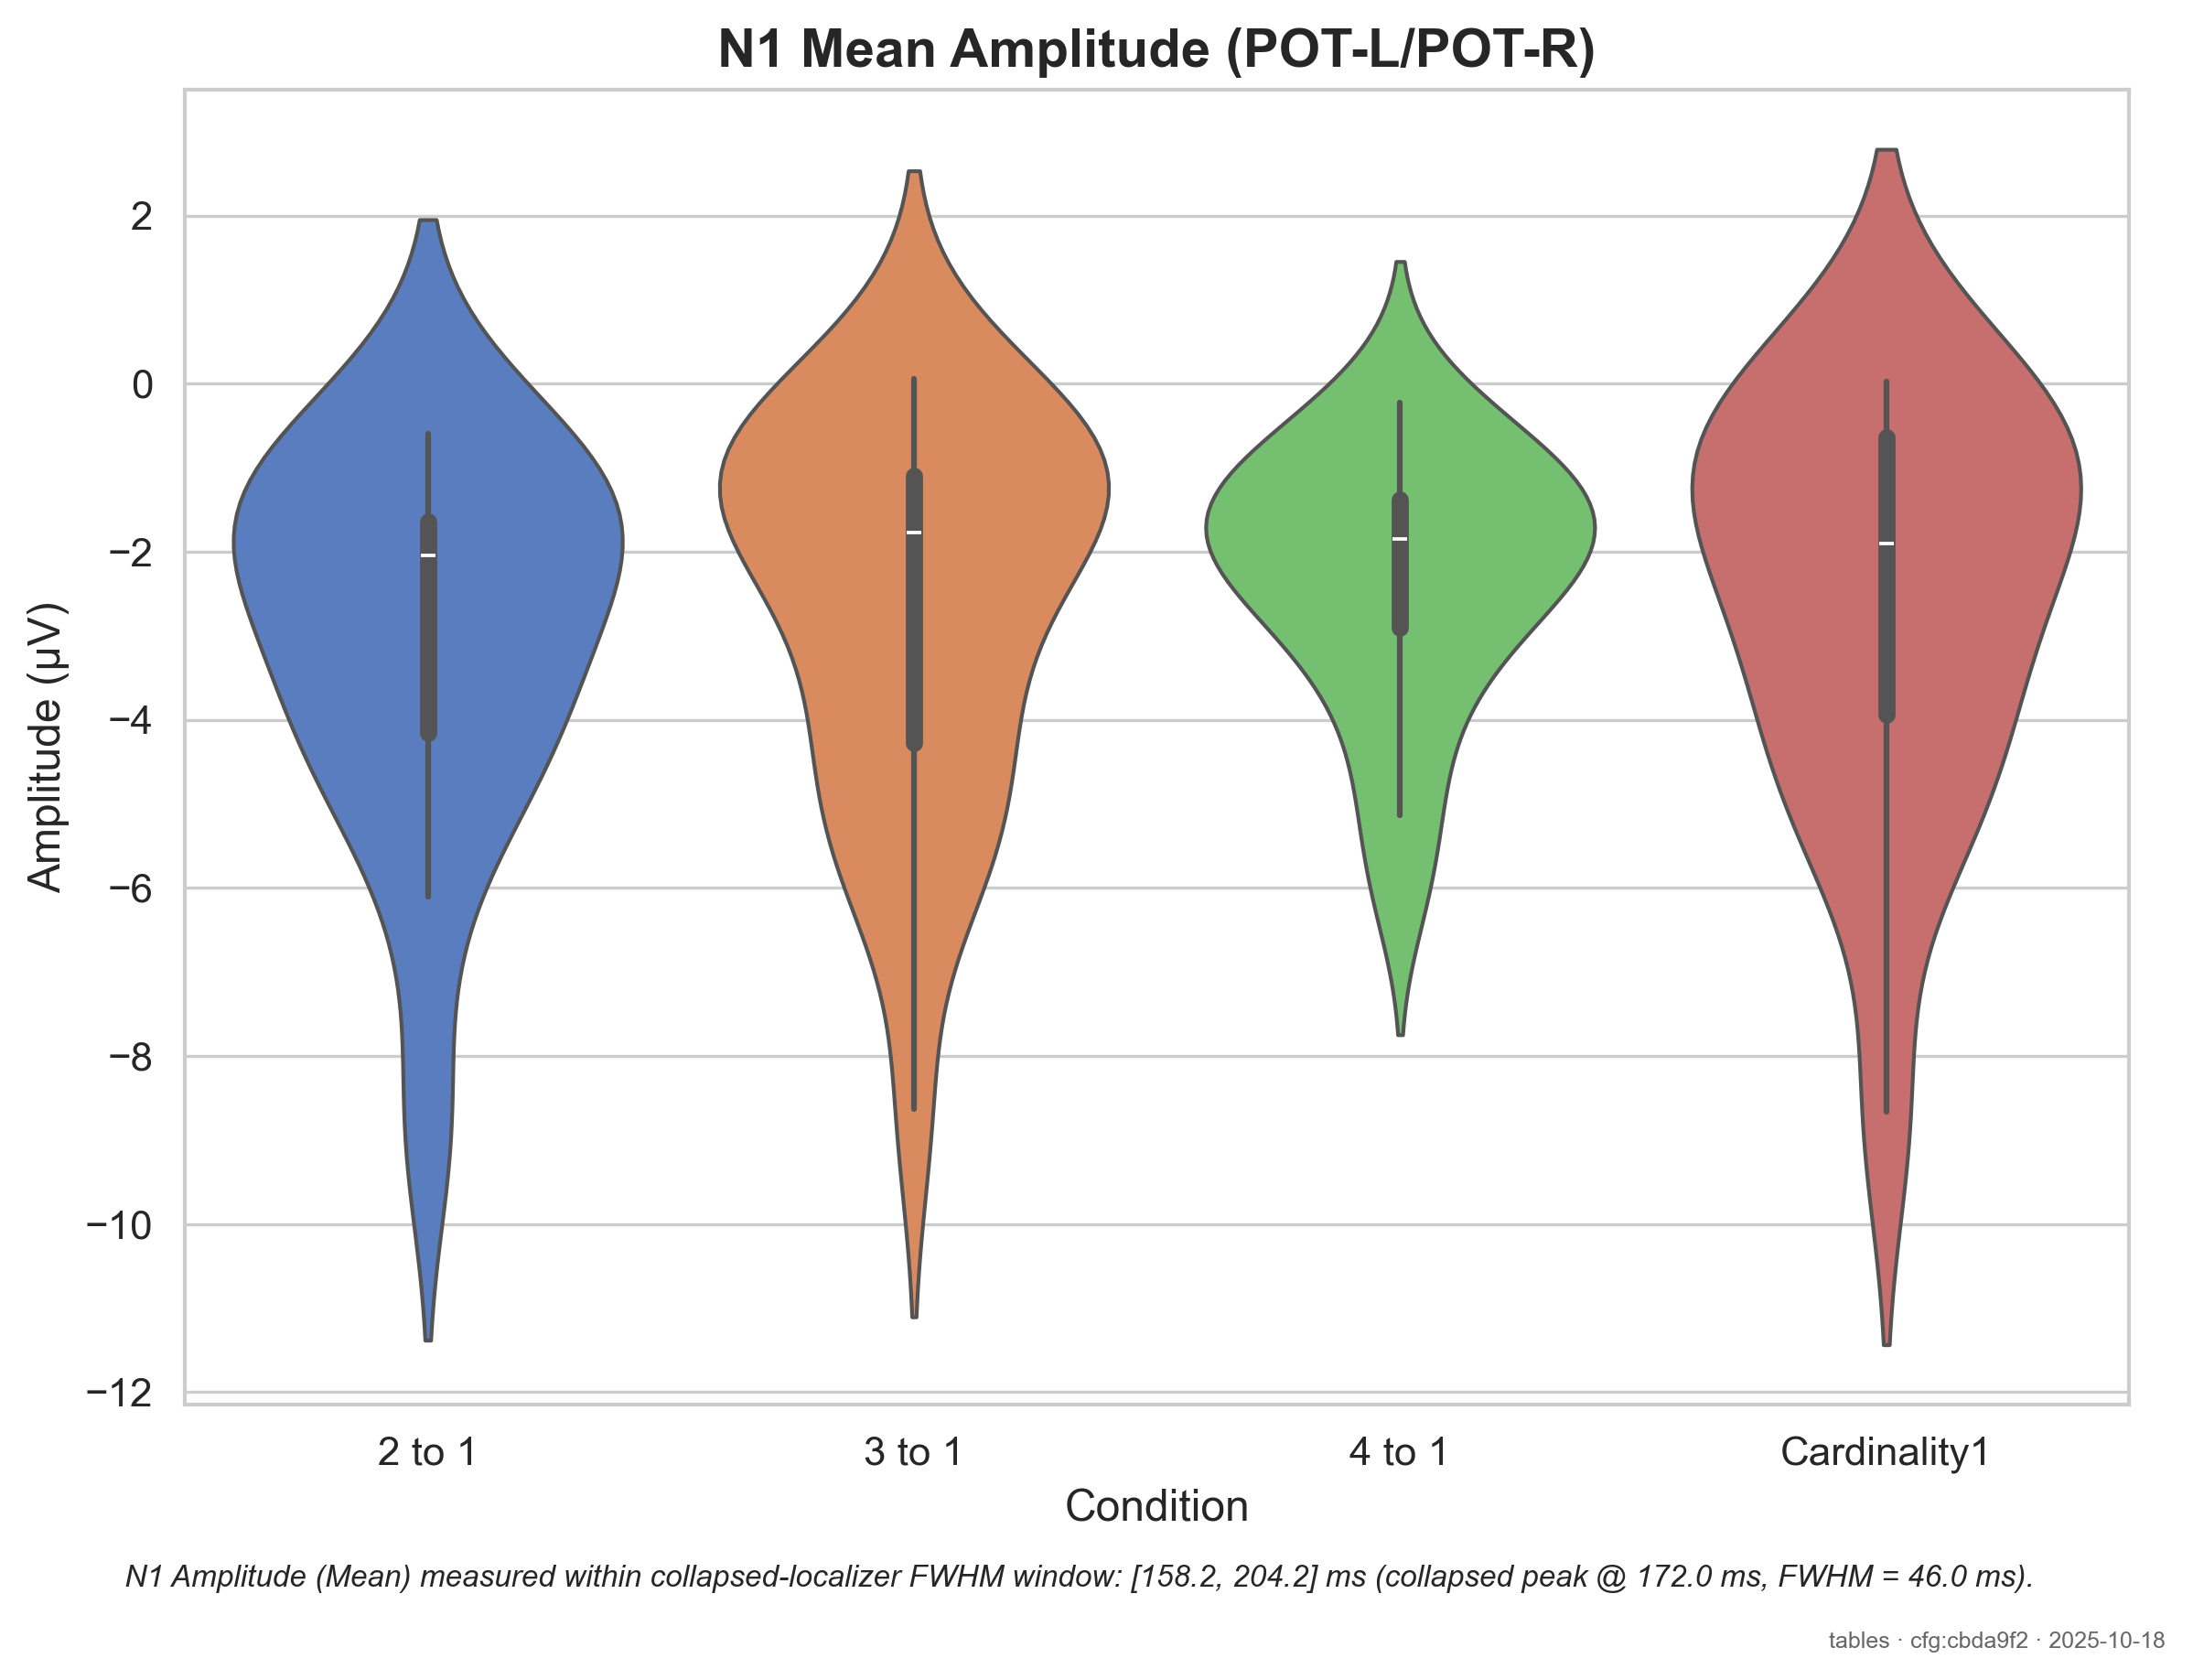 N1 Mean Amplitude (POT-L/POT-R)
Amplitude (µV)
2
0
−2
−4
−6
−8
−10
−12
2 to 1
3 to 1
4 to 1
Cardinality1
Condition
N1 Amplitude (Mean) measured within collapsed-localizer FWHM window: [158.2, 204.2] ms (collapsed peak @ 172.0 ms, FWHM = 46.0 ms).
tables · cfg:cbda9f2 · 2025-10-18